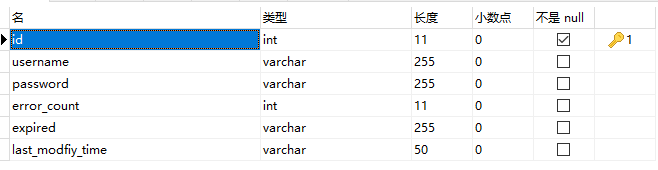 名 类型 长度 小数点 不是 null
id int 11 0 1
username varchar 255 0
password varchar 255 0
error_count int 11 0
expired varchar 255 0
last_modfiy_time varchar 50 0